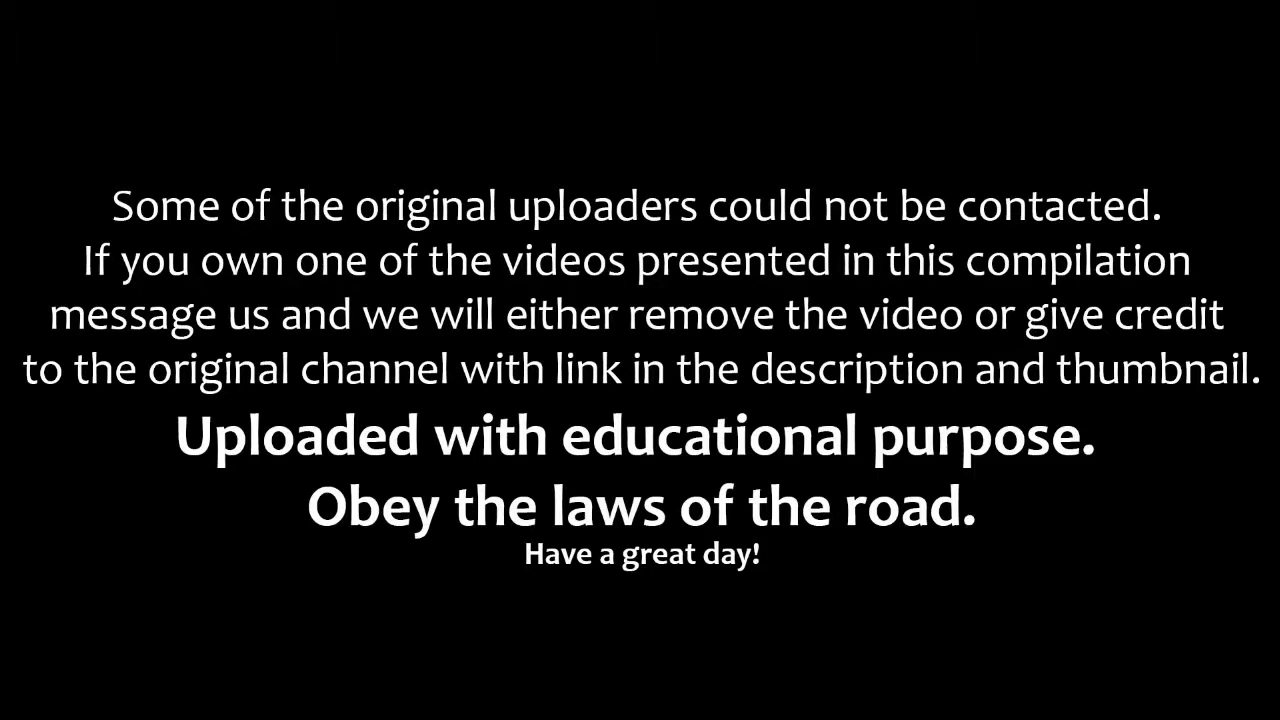 Some of the original uploaders could not be contacted.
If you own one of the videos presented in this compilation
message us and we will either remove the video or give credit
to the original channel with link in the description and thumbnail.
Uploaded with educational purpose.
Obey the laws of the road.
Have a great day!